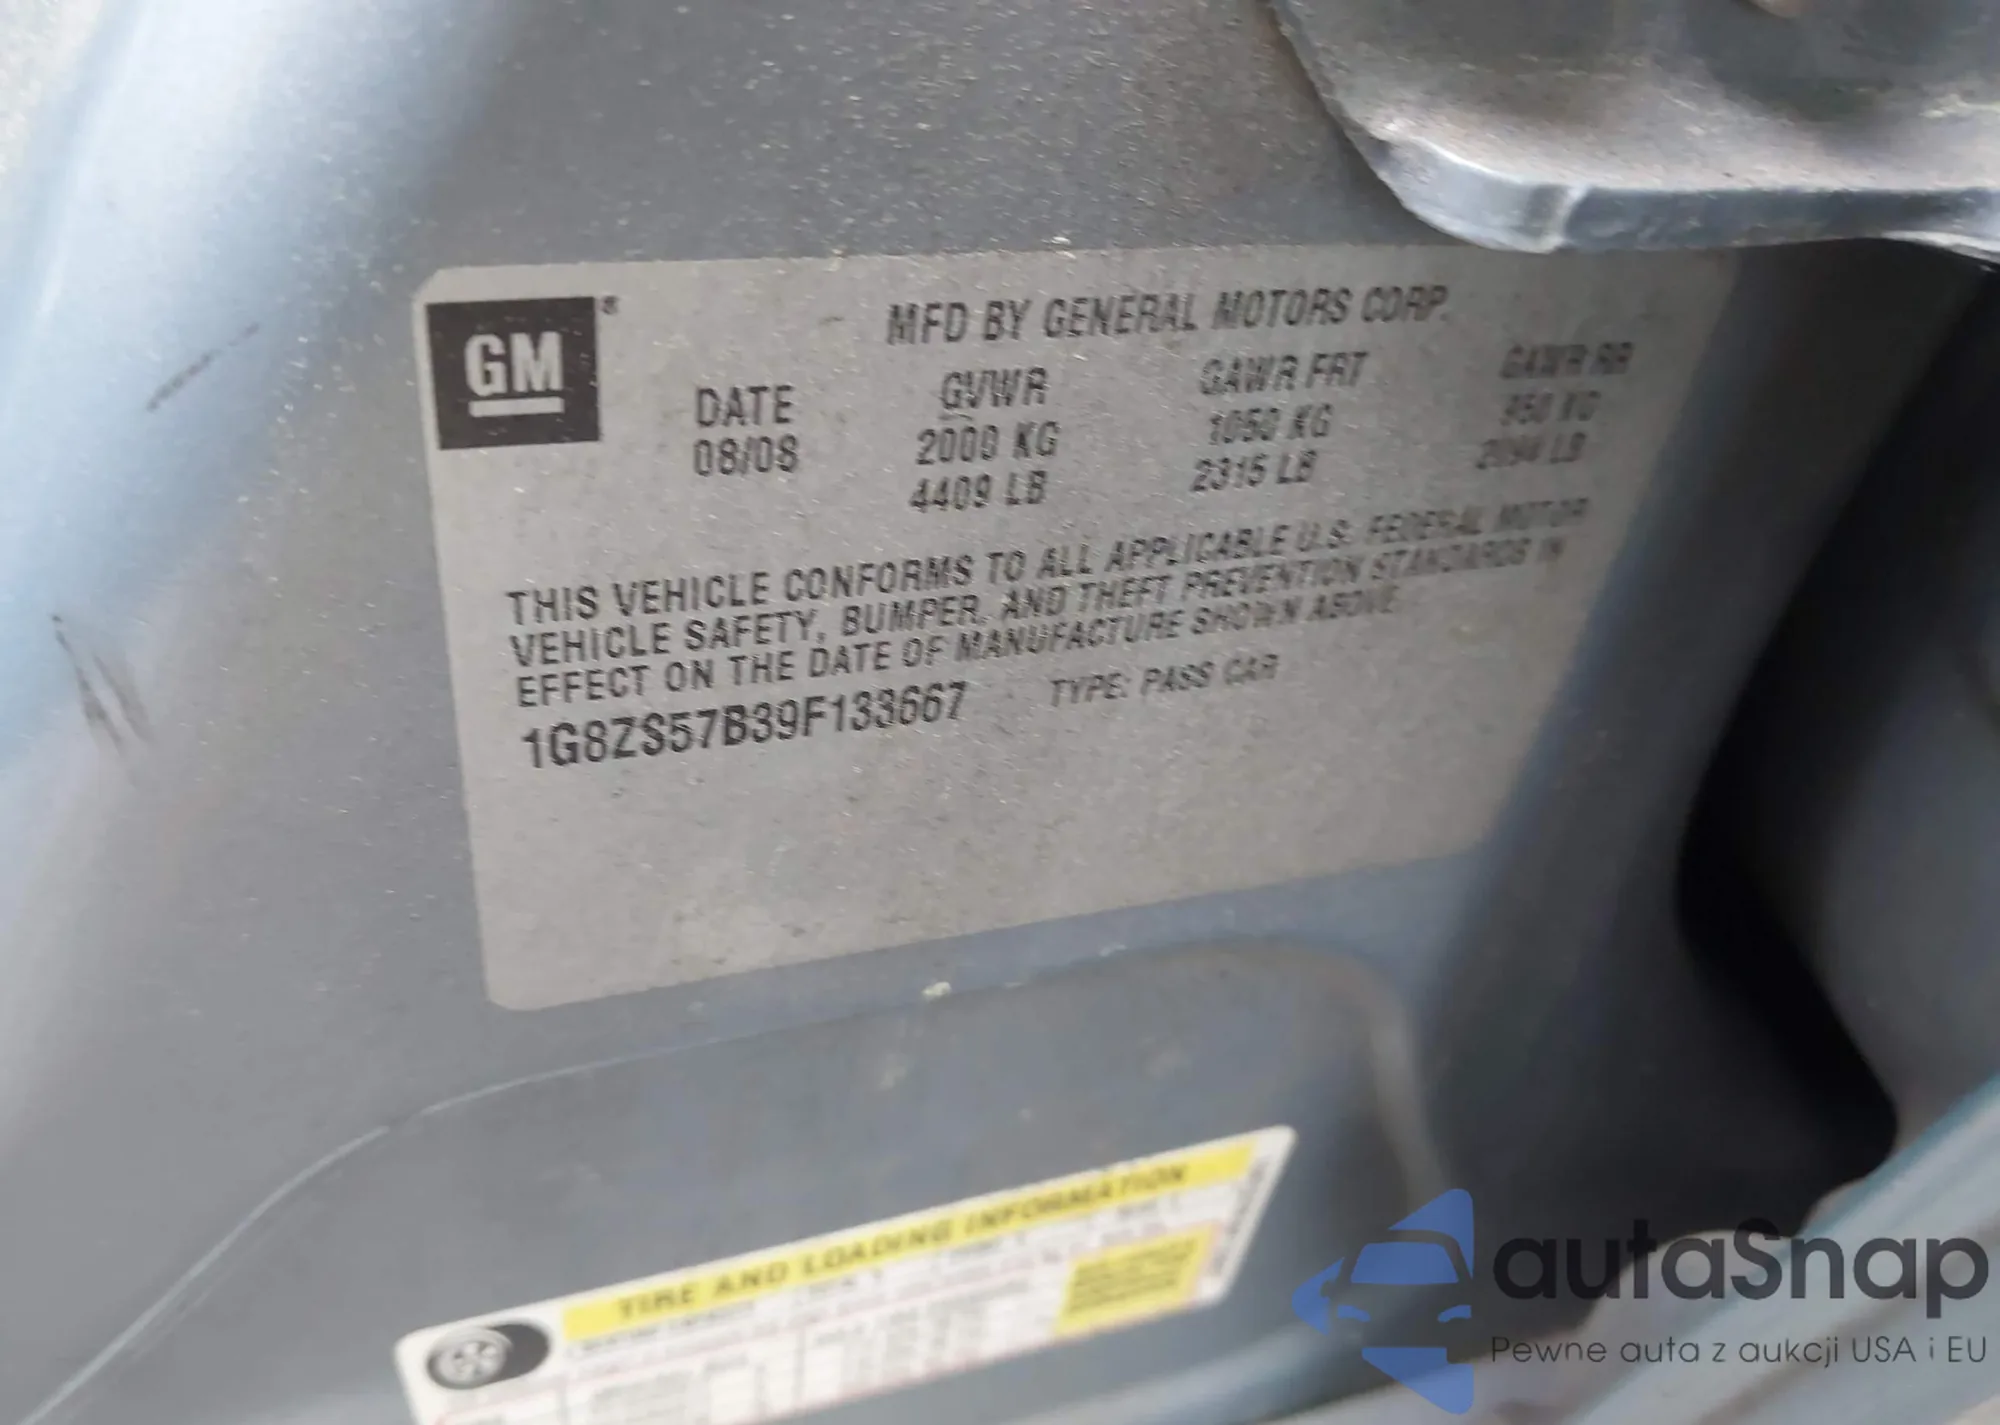 GM ®
MFD BY GENERAL MOTORS CORP.
DATE GVWR GAWR FRT GAWR RR
08/08 2000 KG 1050 KG 950 KG
4409 LB 2315 LB 2094 LB
THIS VEHICLE CONFORMS TO ALL APPLICABLE U.S. FEDERAL MOTOR
VEHICLE SAFETY, BUMPER, AND THEFT PREVENTION STANDARDS IN
EFFECT ON THE DATE OF MANUFACTURE SHOWN ABOVE.
1G8ZS57B39F133667 TYPE: PASS CAR
TIRE AND LOADING INFORMATION
autaSnap
Pewne auta z aukcji USA i EU